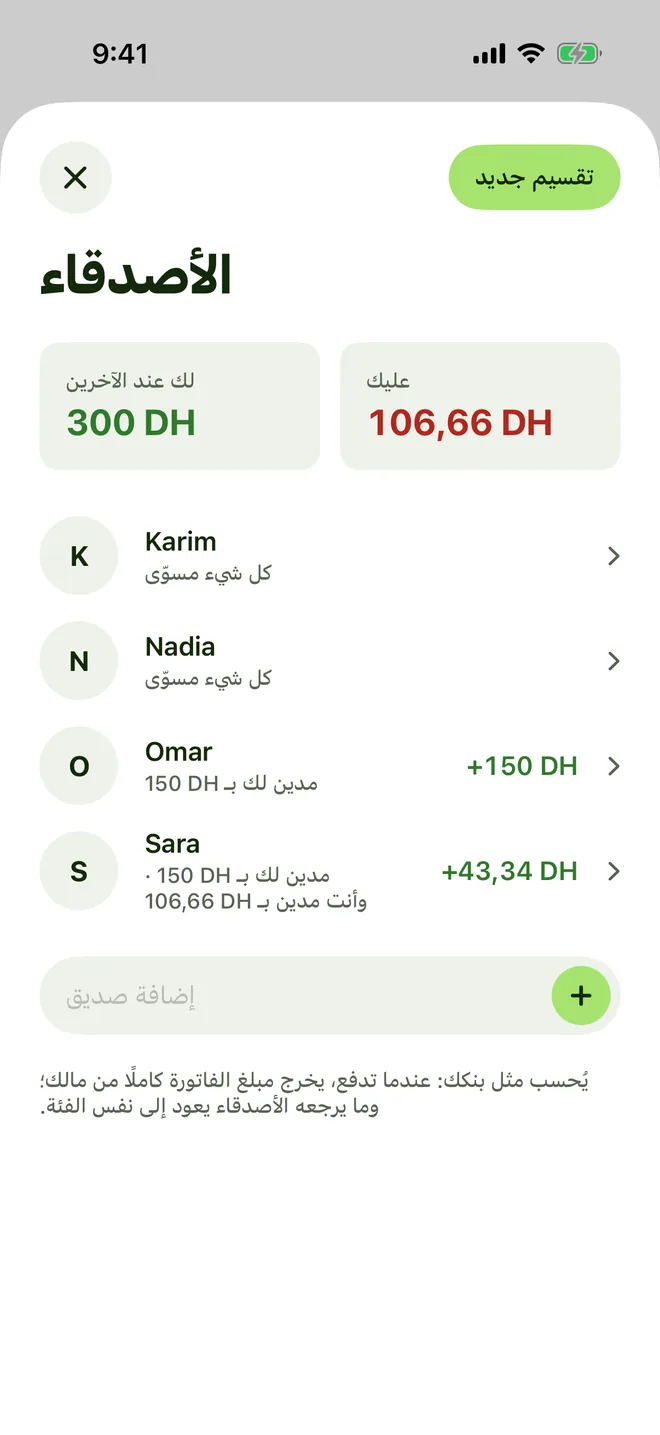 9:41
تقسيم جديد
الأصدقاء
لك عند الآخرين
300 DH
عليك
106,66 DH
K
Karim
كل شيء مسوّى
N
Nadia
كل شيء مسوّى
O
Omar
مدين لك بـ 150 DH
+150 DH
S
Sara
مدين لك بـ 150 DH ·
وأنت مدين بـ 106,66 DH
+43,34 DH
إضافة صديق
يُحسب مثل بنكك: عندما تدفع، يخرج مبلغ الفاتورة كاملًا من مالك؛
وما يرجعه الأصدقاء يعود إلى نفس الفئة.